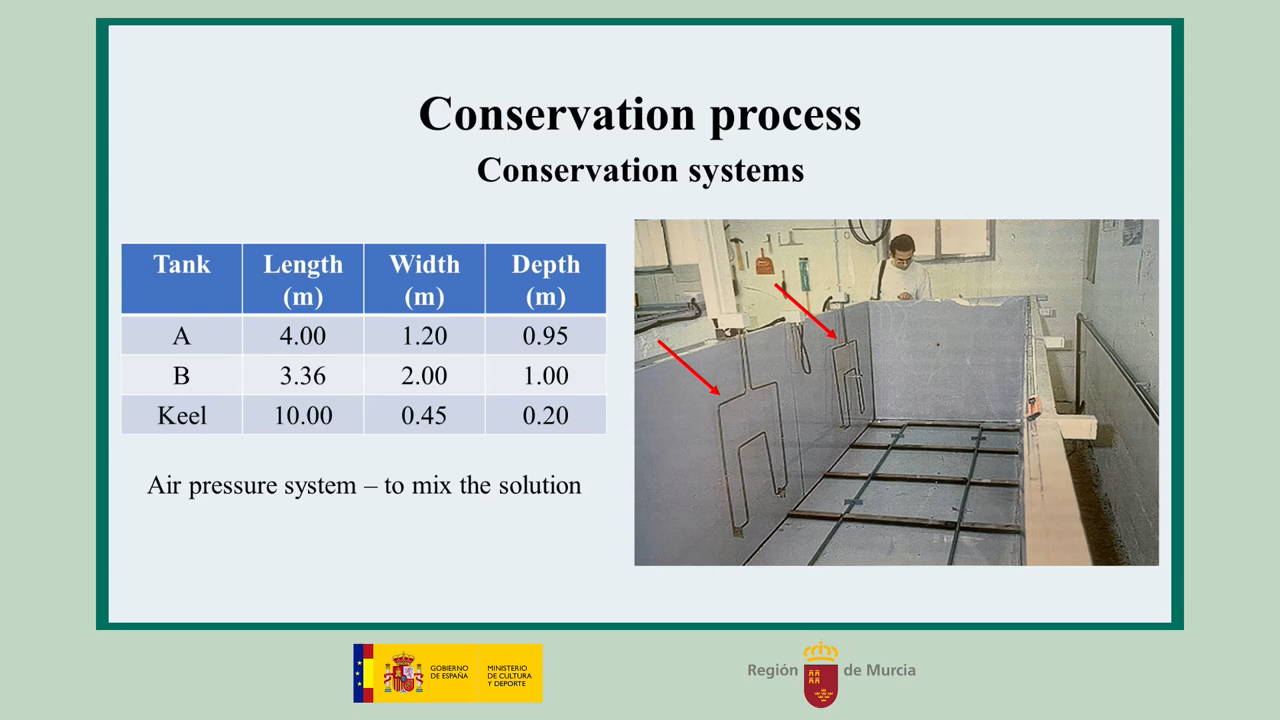 Conservation process
Conservation systems
Tank Length (m) Width (m) Depth (m)
A 4.00 1.20 0.95
B 3.36 2.00 1.00
Keel 10.00 0.45 0.20
Air pressure system – to mix the solution
GOBIERNO DE ESPAÑA
MINISTERIO DE CULTURA Y DEPORTE
Región de Murcia